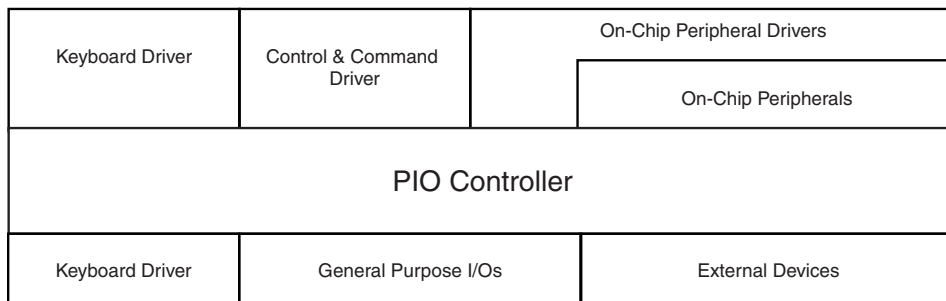 Keyboard Driver
Control & Command
Driver
On-Chip Peripheral Drivers
On-Chip Peripherals
PIO Controller
Keyboard Driver
General Purpose I/Os
External Devices